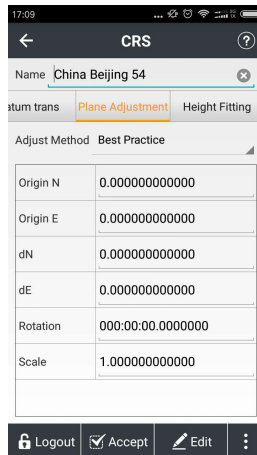 17:09
...
CRS
?
Name China Beijing 54
atum trans Plane Adjustment Height Fitting
Adjust Method Best Practice
Origin N 0.000000000000
Origin E 0.000000000000
dN 0.000000000000
dE 0.000000000000
Rotation 000:00:00.0000000
Scale 1.000000000000
Logout Accept Edit